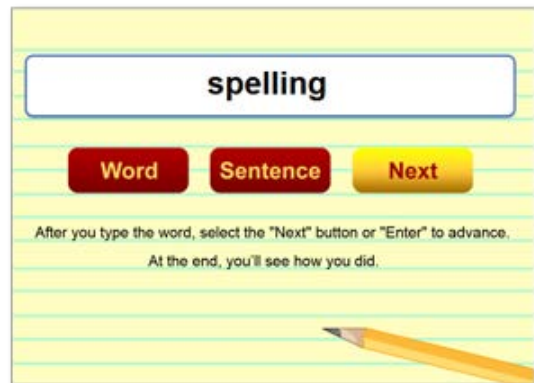 spelling
Word Sentence Next
After you type the word, select the "Next" button or "Enter" to advance.
At the end, you'll see how you did.